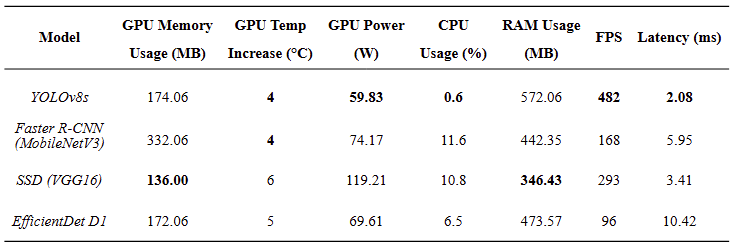 Model GPU Memory Usage (MB) GPU Temp Increase (°C) GPU Power (W) CPU Usage (%) RAM Usage (MB) FPS Latency (ms)
YOLOv8s 174.06 4 59.83 0.6 572.06 482 2.08
Faster R-CNN (MobileNetV3) 332.06 4 74.17 11.6 442.35 168 5.95
SSD (VGG16) 136.00 6 119.21 10.8 346.43 293 3.41
EfficientDet D1 172.06 5 69.61 6.5 473.57 96 10.42